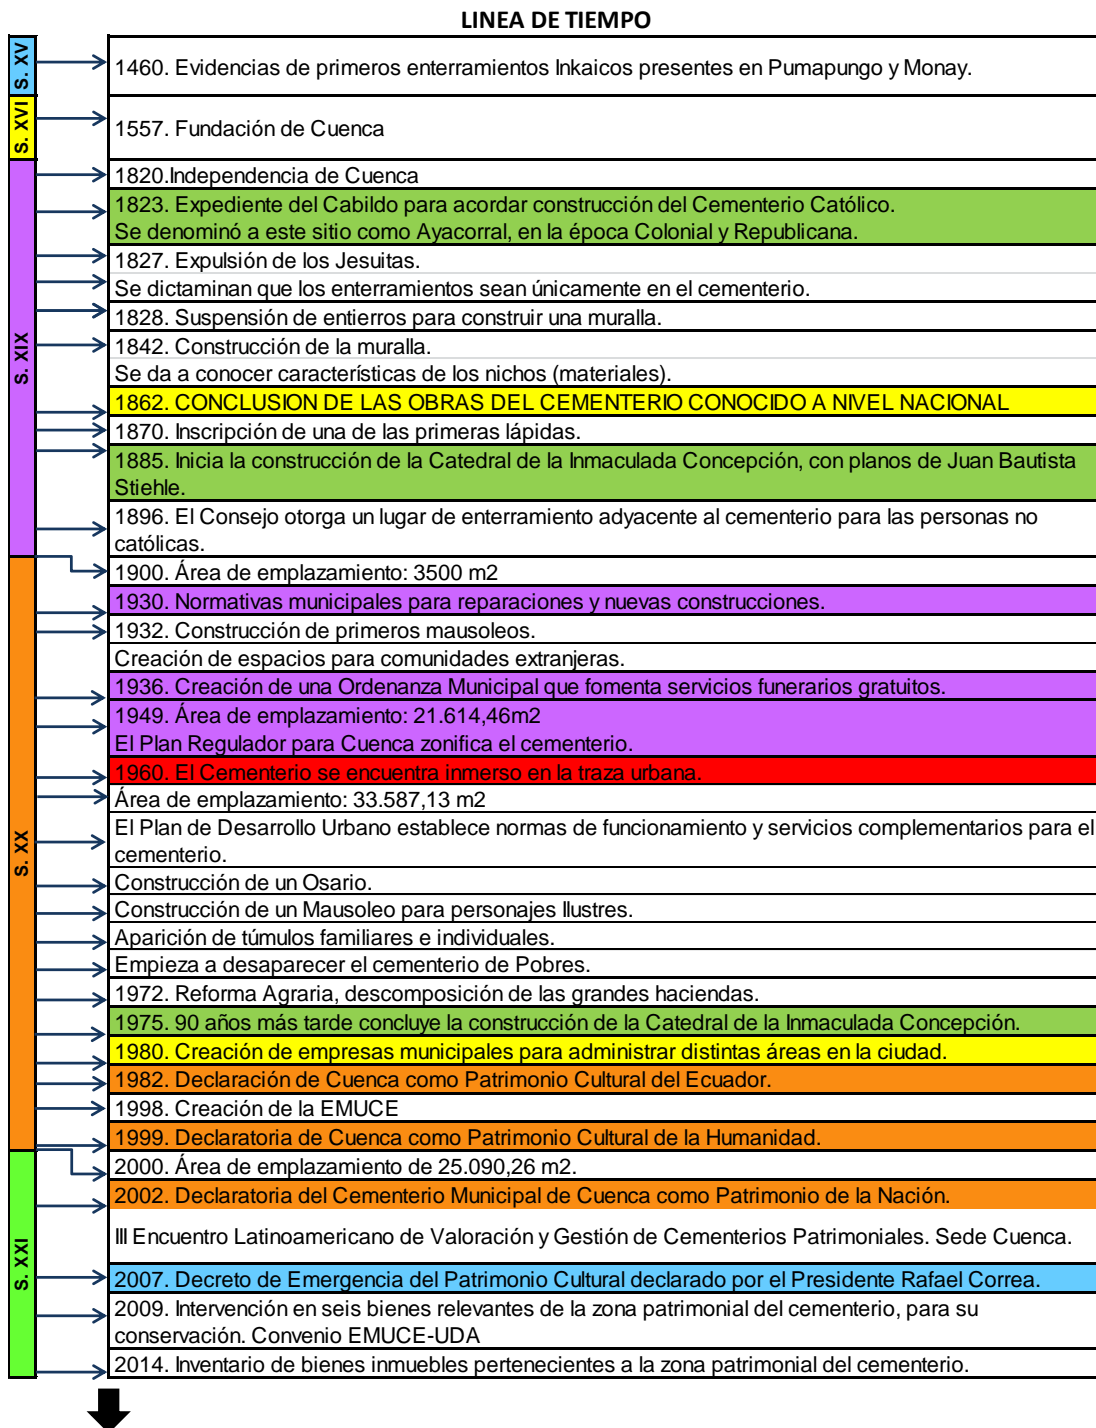 LINEA DE TIEMPO
S. XV
1460. Evidencias de primeros enterramientos Inkaicos presentes en Pumapungo y Monay.
S. XVI
1557. Fundación de Cuenca
S. XIX
1820.Independencia de Cuenca
1823. Expediente del Cabildo para acordar construcción del Cementerio Católico.
Se denominó a este sitio como Ayacorral, en la época Colonial y Republicana.
1827. Expulsión de los Jesuitas.
Se dictaminan que los enterramientos sean únicamente en el cementerio.
1828. Suspensión de entierros para construir una muralla.
1842. Construcción de la muralla.
Se da a conocer características de los nichos (materiales).
1862. CONCLUSION DE LAS OBRAS DEL CEMENTERIO CONOCIDO A NIVEL NACIONAL
1870. Inscripción de una de las primeras lápidas.
1885. Inicia la construcción de la Catedral de la Inmaculada Concepción, con planos de Juan Bautista
Stiehle.
1896. El Consejo otorga un lugar de enterramiento adyacente al cementerio para las personas no
católicas.
S. XX
1900. Área de emplazamiento: 3500 m2
1930. Normativas municipales para reparaciones y nuevas construcciones.
1932. Construcción de primeros mausoleos.
Creación de espacios para comunidades extranjeras.
1936. Creación de una Ordenanza Municipal que fomenta servicios funerarios gratuitos.
1949. Área de emplazamiento: 21.614,46m2
El Plan Regulador para Cuenca zonifica el cementerio.
1960. El Cementerio se encuentra inmerso en la traza urbana.
Área de emplazamiento: 33.587,13 m2
El Plan de Desarrollo Urbano establece normas de funcionamiento y servicios complementarios para el
cementerio.
Construcción de un Osario.
Construcción de un Mausoleo para personajes Ilustres.
Aparición de túmulos familiares e individuales.
Empieza a desaparecer el cementerio de Pobres.
1972. Reforma Agraria, descomposición de las grandes haciendas.
1975. 90 años más tarde concluye la construcción de la Catedral de la Inmaculada Concepción.
1980. Creación de empresas municipales para administrar distintas áreas en la ciudad.
1982. Declaración de Cuenca como Patrimonio Cultural del Ecuador.
1998. Creación de la EMUCE
1999. Declaratoria de Cuenca como Patrimonio Cultural de la Humanidad.
S. XXI
2000. Área de emplazamiento de 25.090,26 m2.
2002. Declaratoria del Cementerio Municipal de Cuenca como Patrimonio de la Nación.
III Encuentro Latinoamericano de Valoración y Gestión de Cementerios Patrimoniales. Sede Cuenca.
2007. Decreto de Emergencia del Patrimonio Cultural declarado por el Presidente Rafael Correa.
2009. Intervención en seis bienes relevantes de la zona patrimonial del cementerio, para su
conservación. Convenio EMUCE-UDA
2014. Inventario de bienes inmuebles pertenecientes a la zona patrimonial del cementerio.